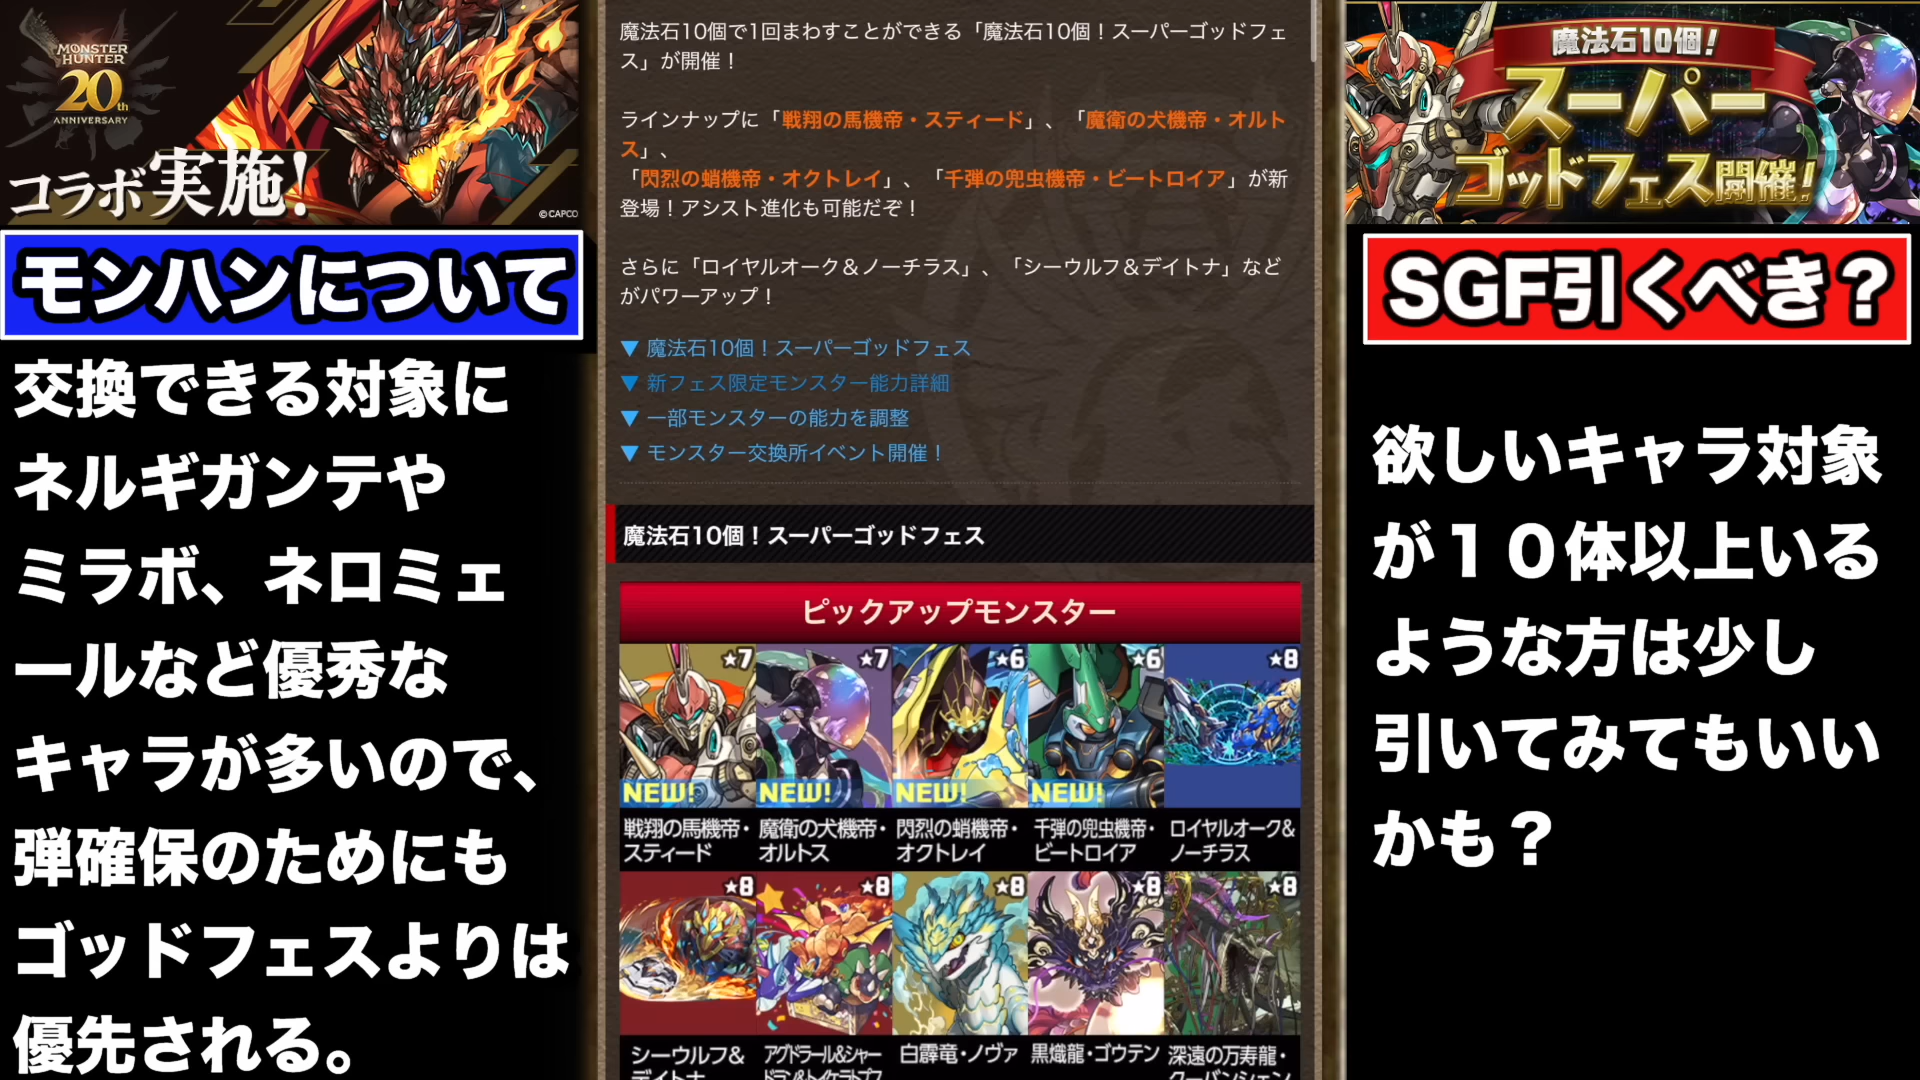 MONSTER
HUNTER
20th
ANNIVERSARY
コラボ実施!
©CAPCO
モンハンについて
交換できる対象に
ネルギガンテや
ミラボ、ネロミェ
ールなど優秀な
キャラが多いので、
弾確保のためにも
ゴッドフェスよりは
優先される。
魔法石10個で1回まわすことができる「魔法石10個！スーパーゴッドフェ
ス」が開催！
ラインナップに「戦翔の馬機帝・スティード」、「魔衛の犬機帝・オルト
ス」、
「閃烈の蛸機帝・オクトレイ」、「千弾の兜虫機帝・ビートロイア」が新
登場！アシスト進化も可能だぞ！
さらに「ロイヤルオーク＆ノーチラス」、「シーウルフ＆デイトナ」など
がパワーアップ！
▼ 魔法石10個！スーパーゴッドフェス
▼ 新フェス限定モンスター能力詳細
▼ 一部モンスターの能力を調整
▼ モンスター交換所イベント開催！
魔法石10個！スーパーゴッドフェス
ピックアップモンスター
★7 ★7 ★6 ★6 ★8
NEW! NEW! NEW! NEW!
戦翔の馬機帝・
スティード
魔衛の犬機帝・
オルトス
閃烈の蛸機帝・
オクトレイ
千弾の兜虫機帝・
ビートロイア
ロイヤルオーク&
ノーチラス
★8 ★8 ★8 ★8 ★8
シーウルフ&
デイトナ
アグドラール&シャー
白霹竜・ノヴァ
黒熾龍・ゴウテン
深遠の万寿龍・
クーバンシェン
魔法石10個!
スーパー
ゴッドフェス開催!
SGF引くべき？
欲しいキャラ対象
が１０体以上いる
ような方は少し
引いてみてもいい
かも？